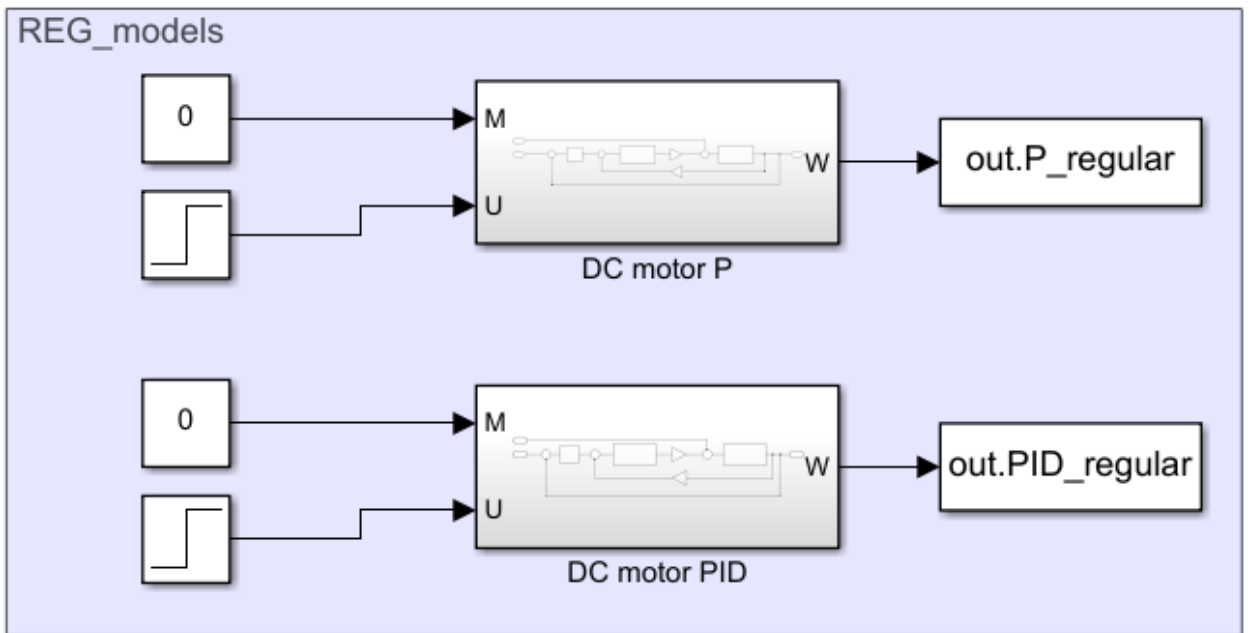 REG_models
0
M
U
W
out.P_regular
DC motor P
0
M
U
W
out.PID_regular
DC motor PID